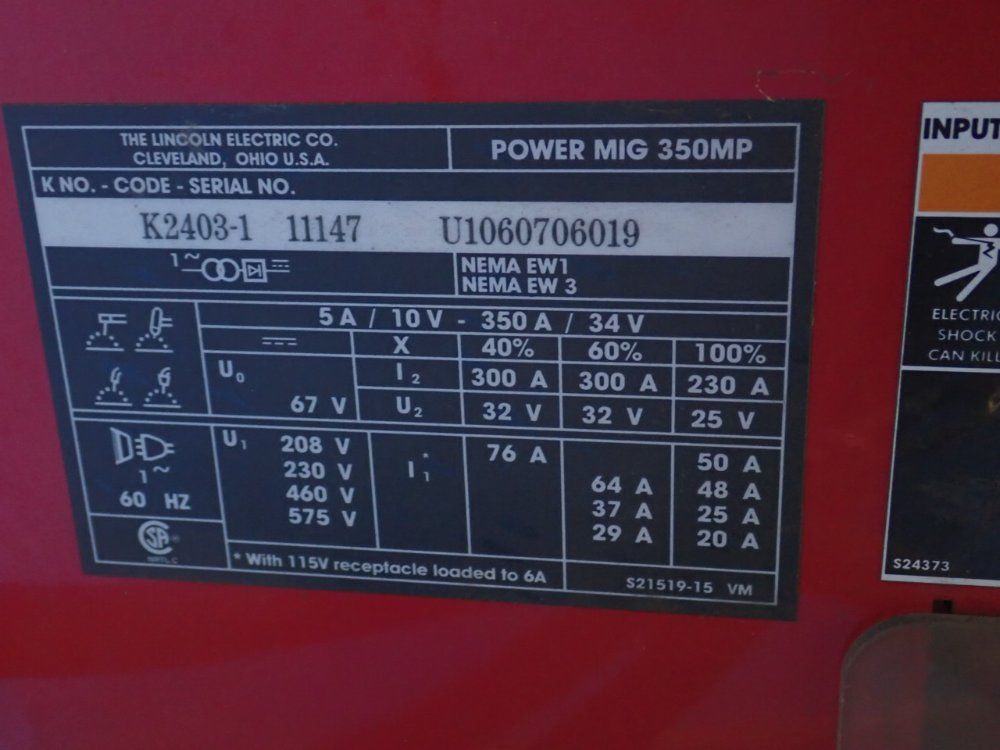 THE LINCOLN ELECTRIC CO.
CLEVELAND, OHIO U.S.A.
POWER MIG 350MP
K NO. - CODE - SERIAL NO.
K2403-1 11147 U1060706019
1~
NEMA EW1
NEMA EW 3
5 A / 10 V - 350 A / 34 V
X 40% 60% 100%
U0 67 V
I2 300 A 300 A 230 A
U2 32 V 32 V 25 V
1~
60 HZ
U1 208 V
230 V
460 V
575 V
I1*
76 A 50 A
64 A 48 A
37 A 25 A
29 A 20 A
SA®
NRTL C
* With 115V receptacle loaded to 6A
S21519-15 VM
INPUT
ELECTRIC
SHOCK
CAN KILL
S24373